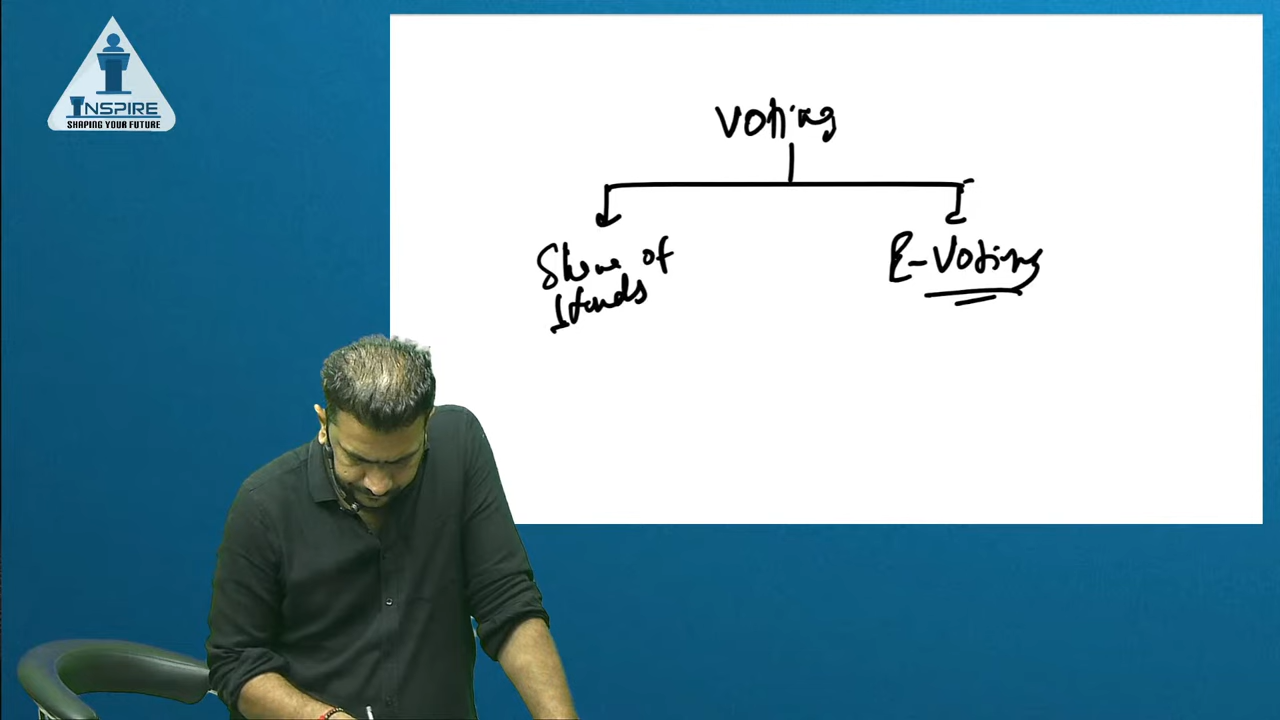 INSPIRE
SHAPING YOUR FUTURE
Voting
Show of
Hands
E-Voting